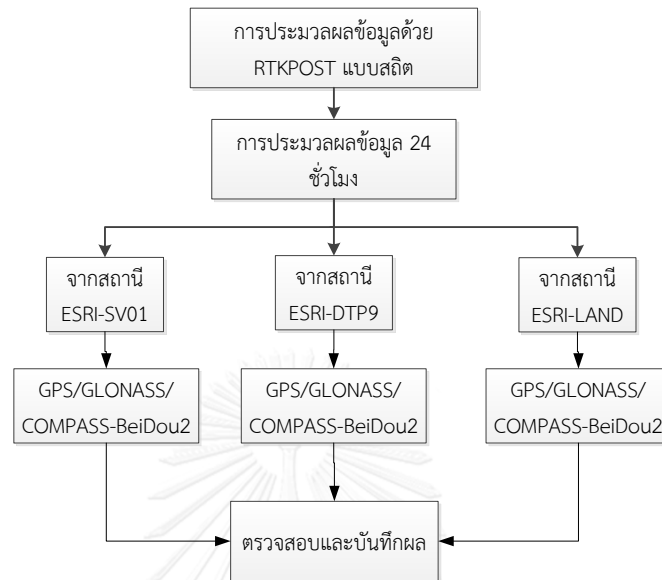 การประมวลผลข้อมูลด้วย
RTKPOST แบบสถิต
การประมวลผลข้อมูล 24
ชั่วโมง
จากสถานี
ESRI-SV01
จากสถานี
ESRI-DTP9
จากสถานี
ESRI-LAND
GPS/GLONASS/
COMPASS-BeiDou2
GPS/GLONASS/
COMPASS-BeiDou2
GPS/GLONASS/
COMPASS-BeiDou2
ตรวจสอบและบันทึกผล